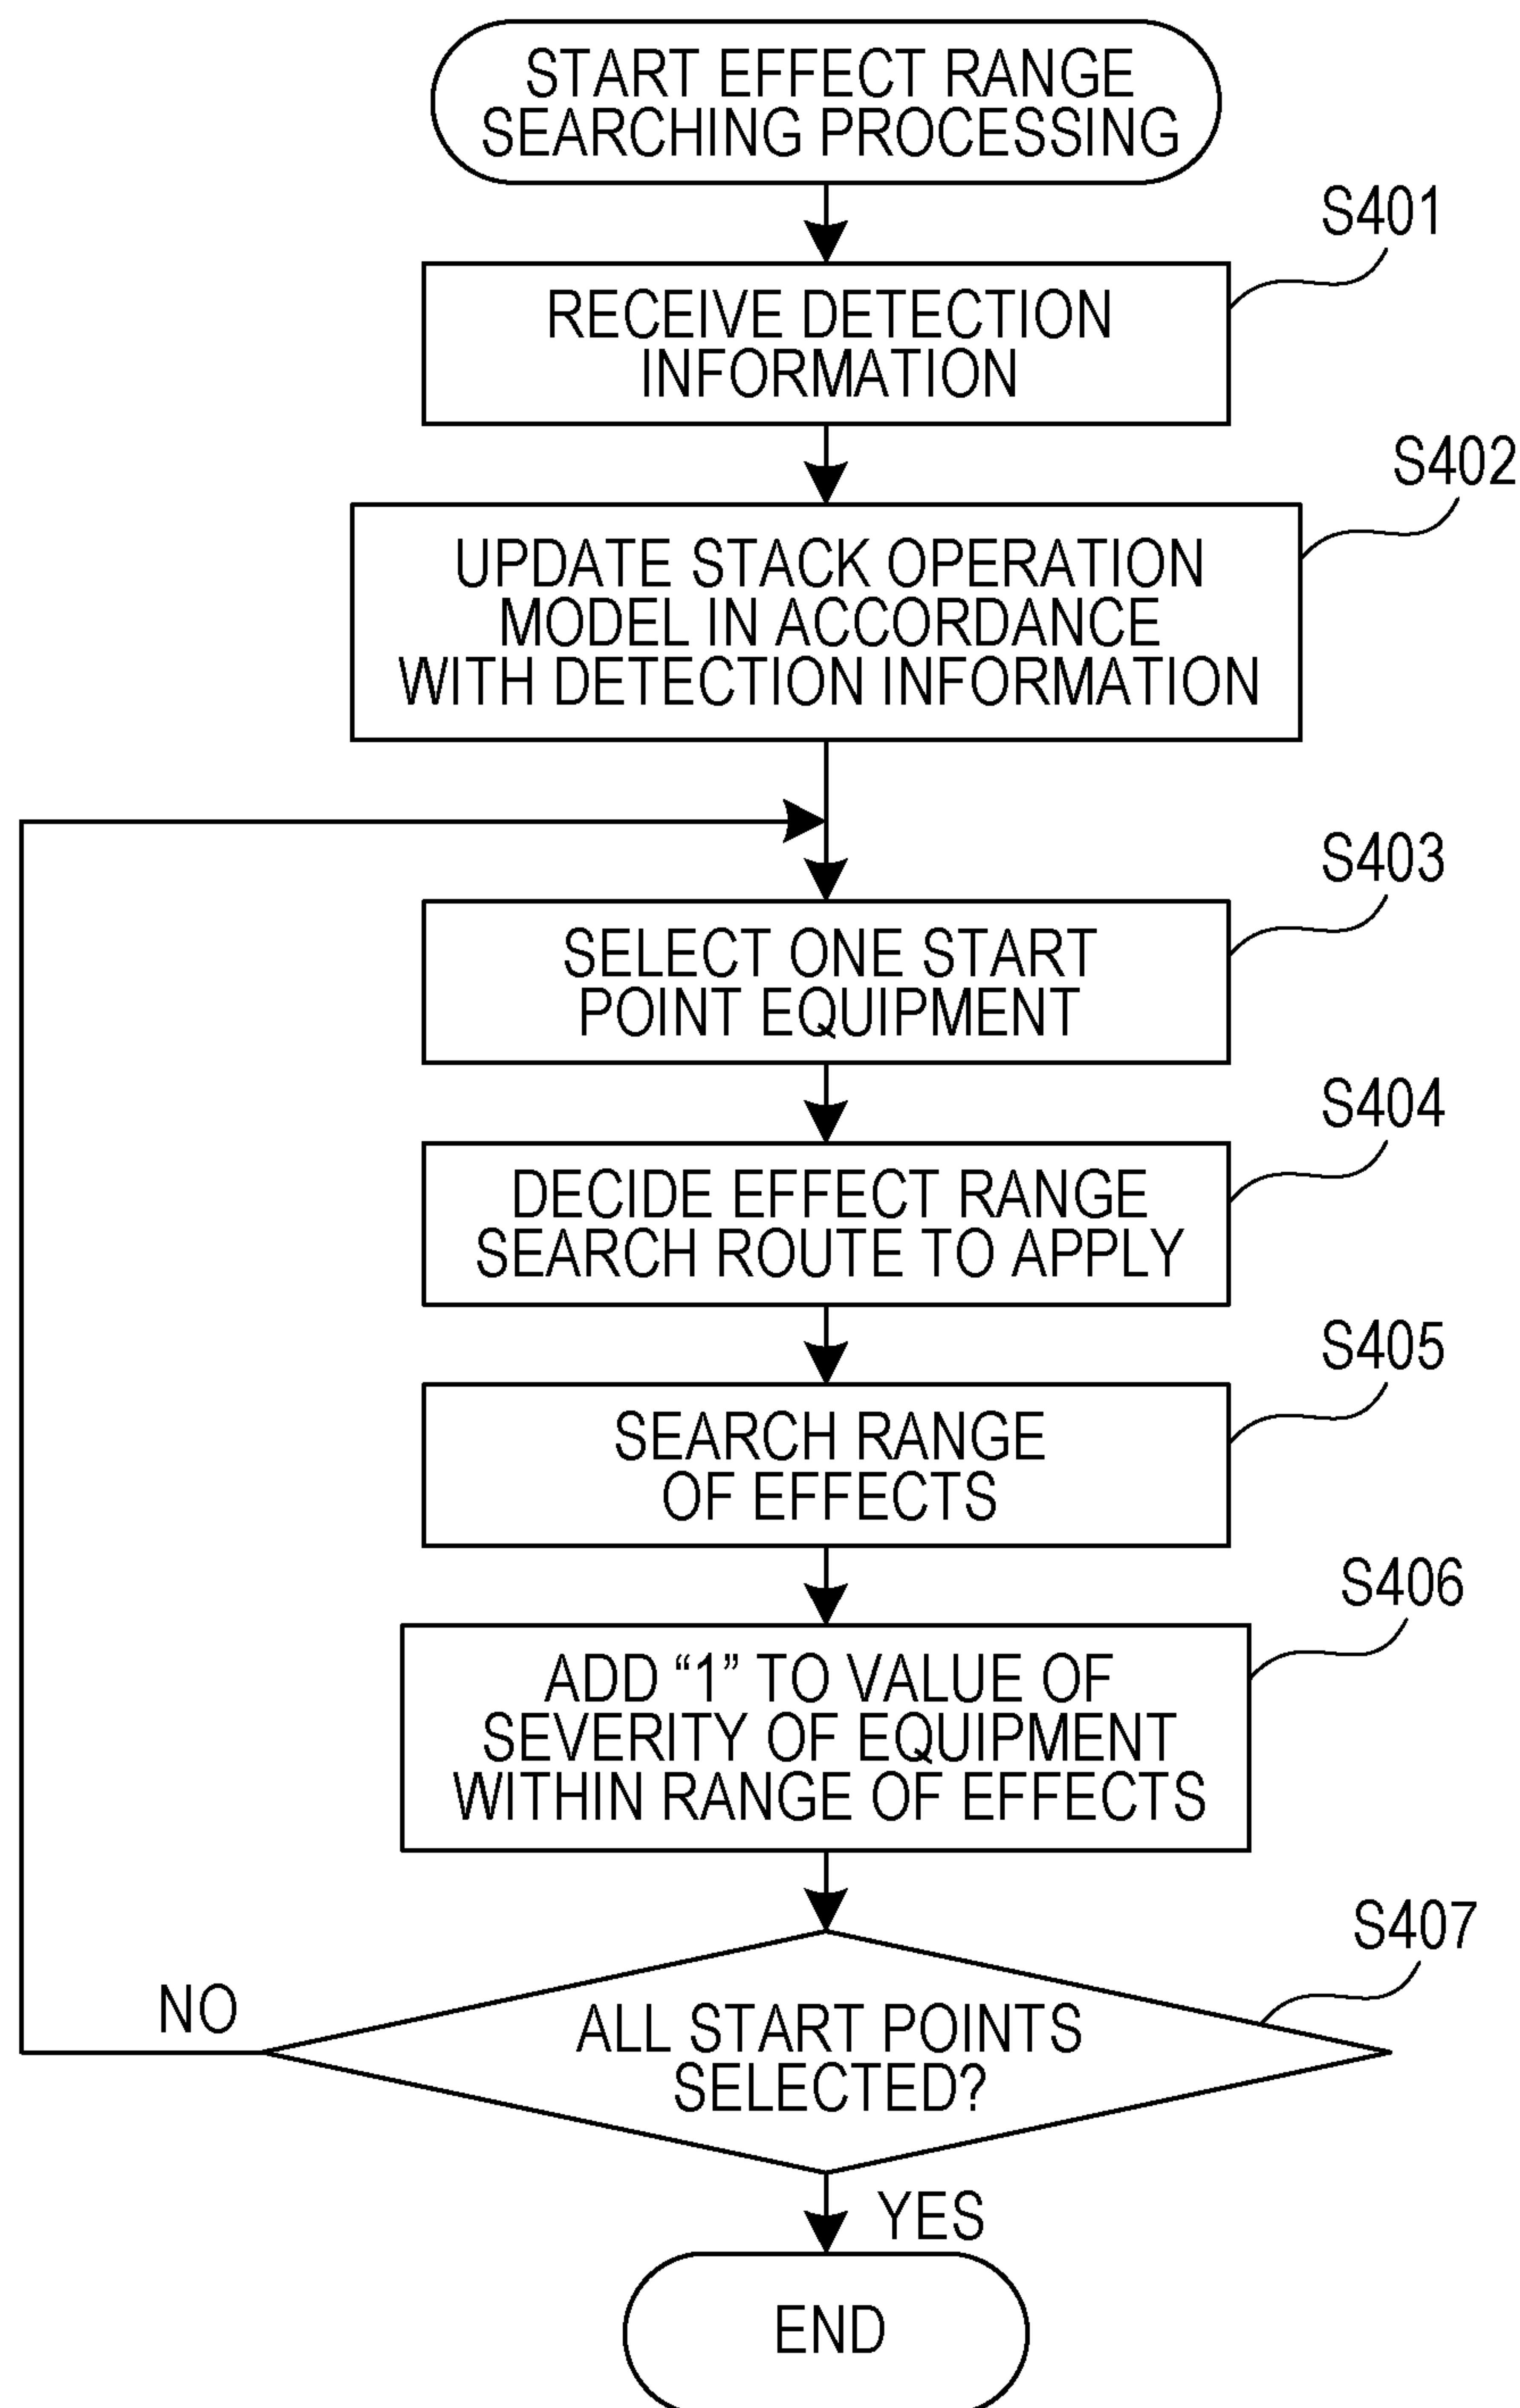 START EFFECT RANGE
SEARCHING PROCESSING
S401
RECEIVE DETECTION
INFORMATION
S402
UPDATE STACK OPERATION
MODEL IN ACCORDANCE
WITH DETECTION INFORMATION
S403
SELECT ONE START
POINT EQUIPMENT
S404
DECIDE EFFECT RANGE
SEARCH ROUTE TO APPLY
S405
SEARCH RANGE
OF EFFECTS
S406
ADD “1” TO VALUE OF
SEVERITY OF EQUIPMENT
WITHIN RANGE OF EFFECTS
S407
NO
ALL START POINTS
SELECTED?
YES
END